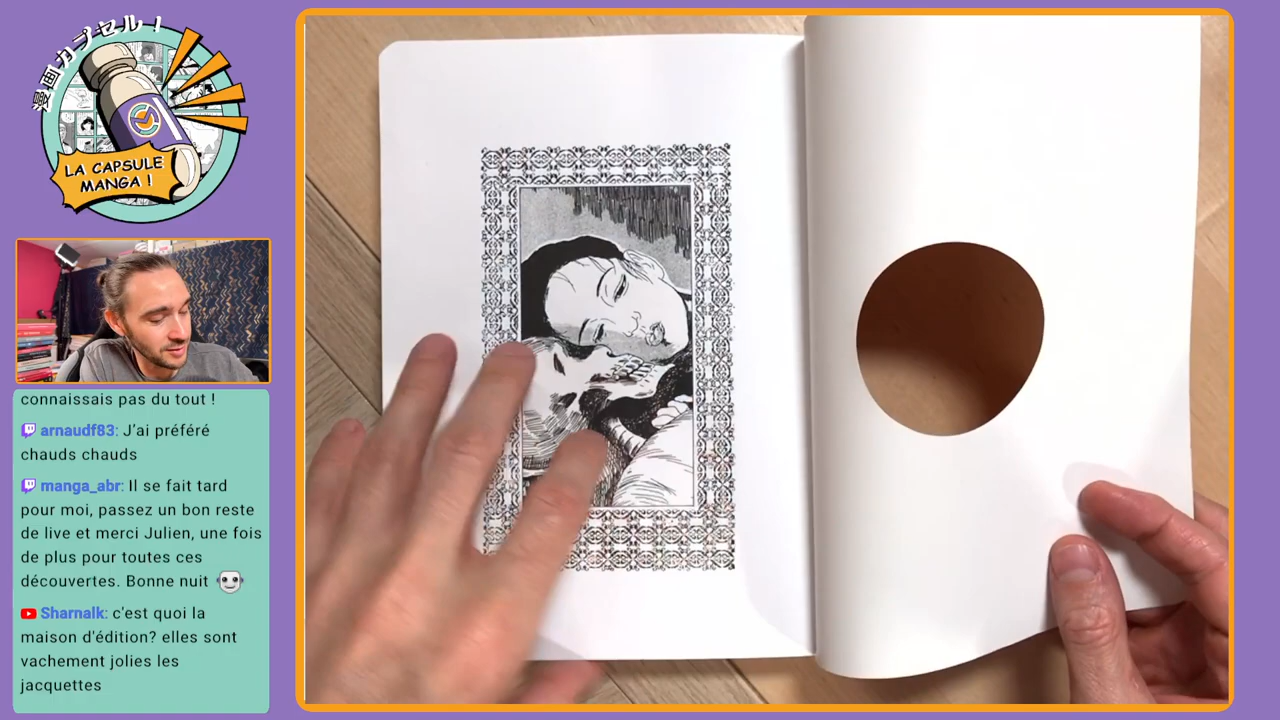 漫画カプセル！
LA CAPSULE
MANGA !
connaissais pas du tout !
arnaudf83: J'ai préféré
chauds chauds
manga_abr: Il se fait tard
pour moi, passez un bon reste
de live et merci Julien, une fois
de plus pour toutes ces
découvertes. Bonne nuit
Sharnalk: c'est quoi la
maison d'édition? elles sont
vachement jolies les
jacquettes